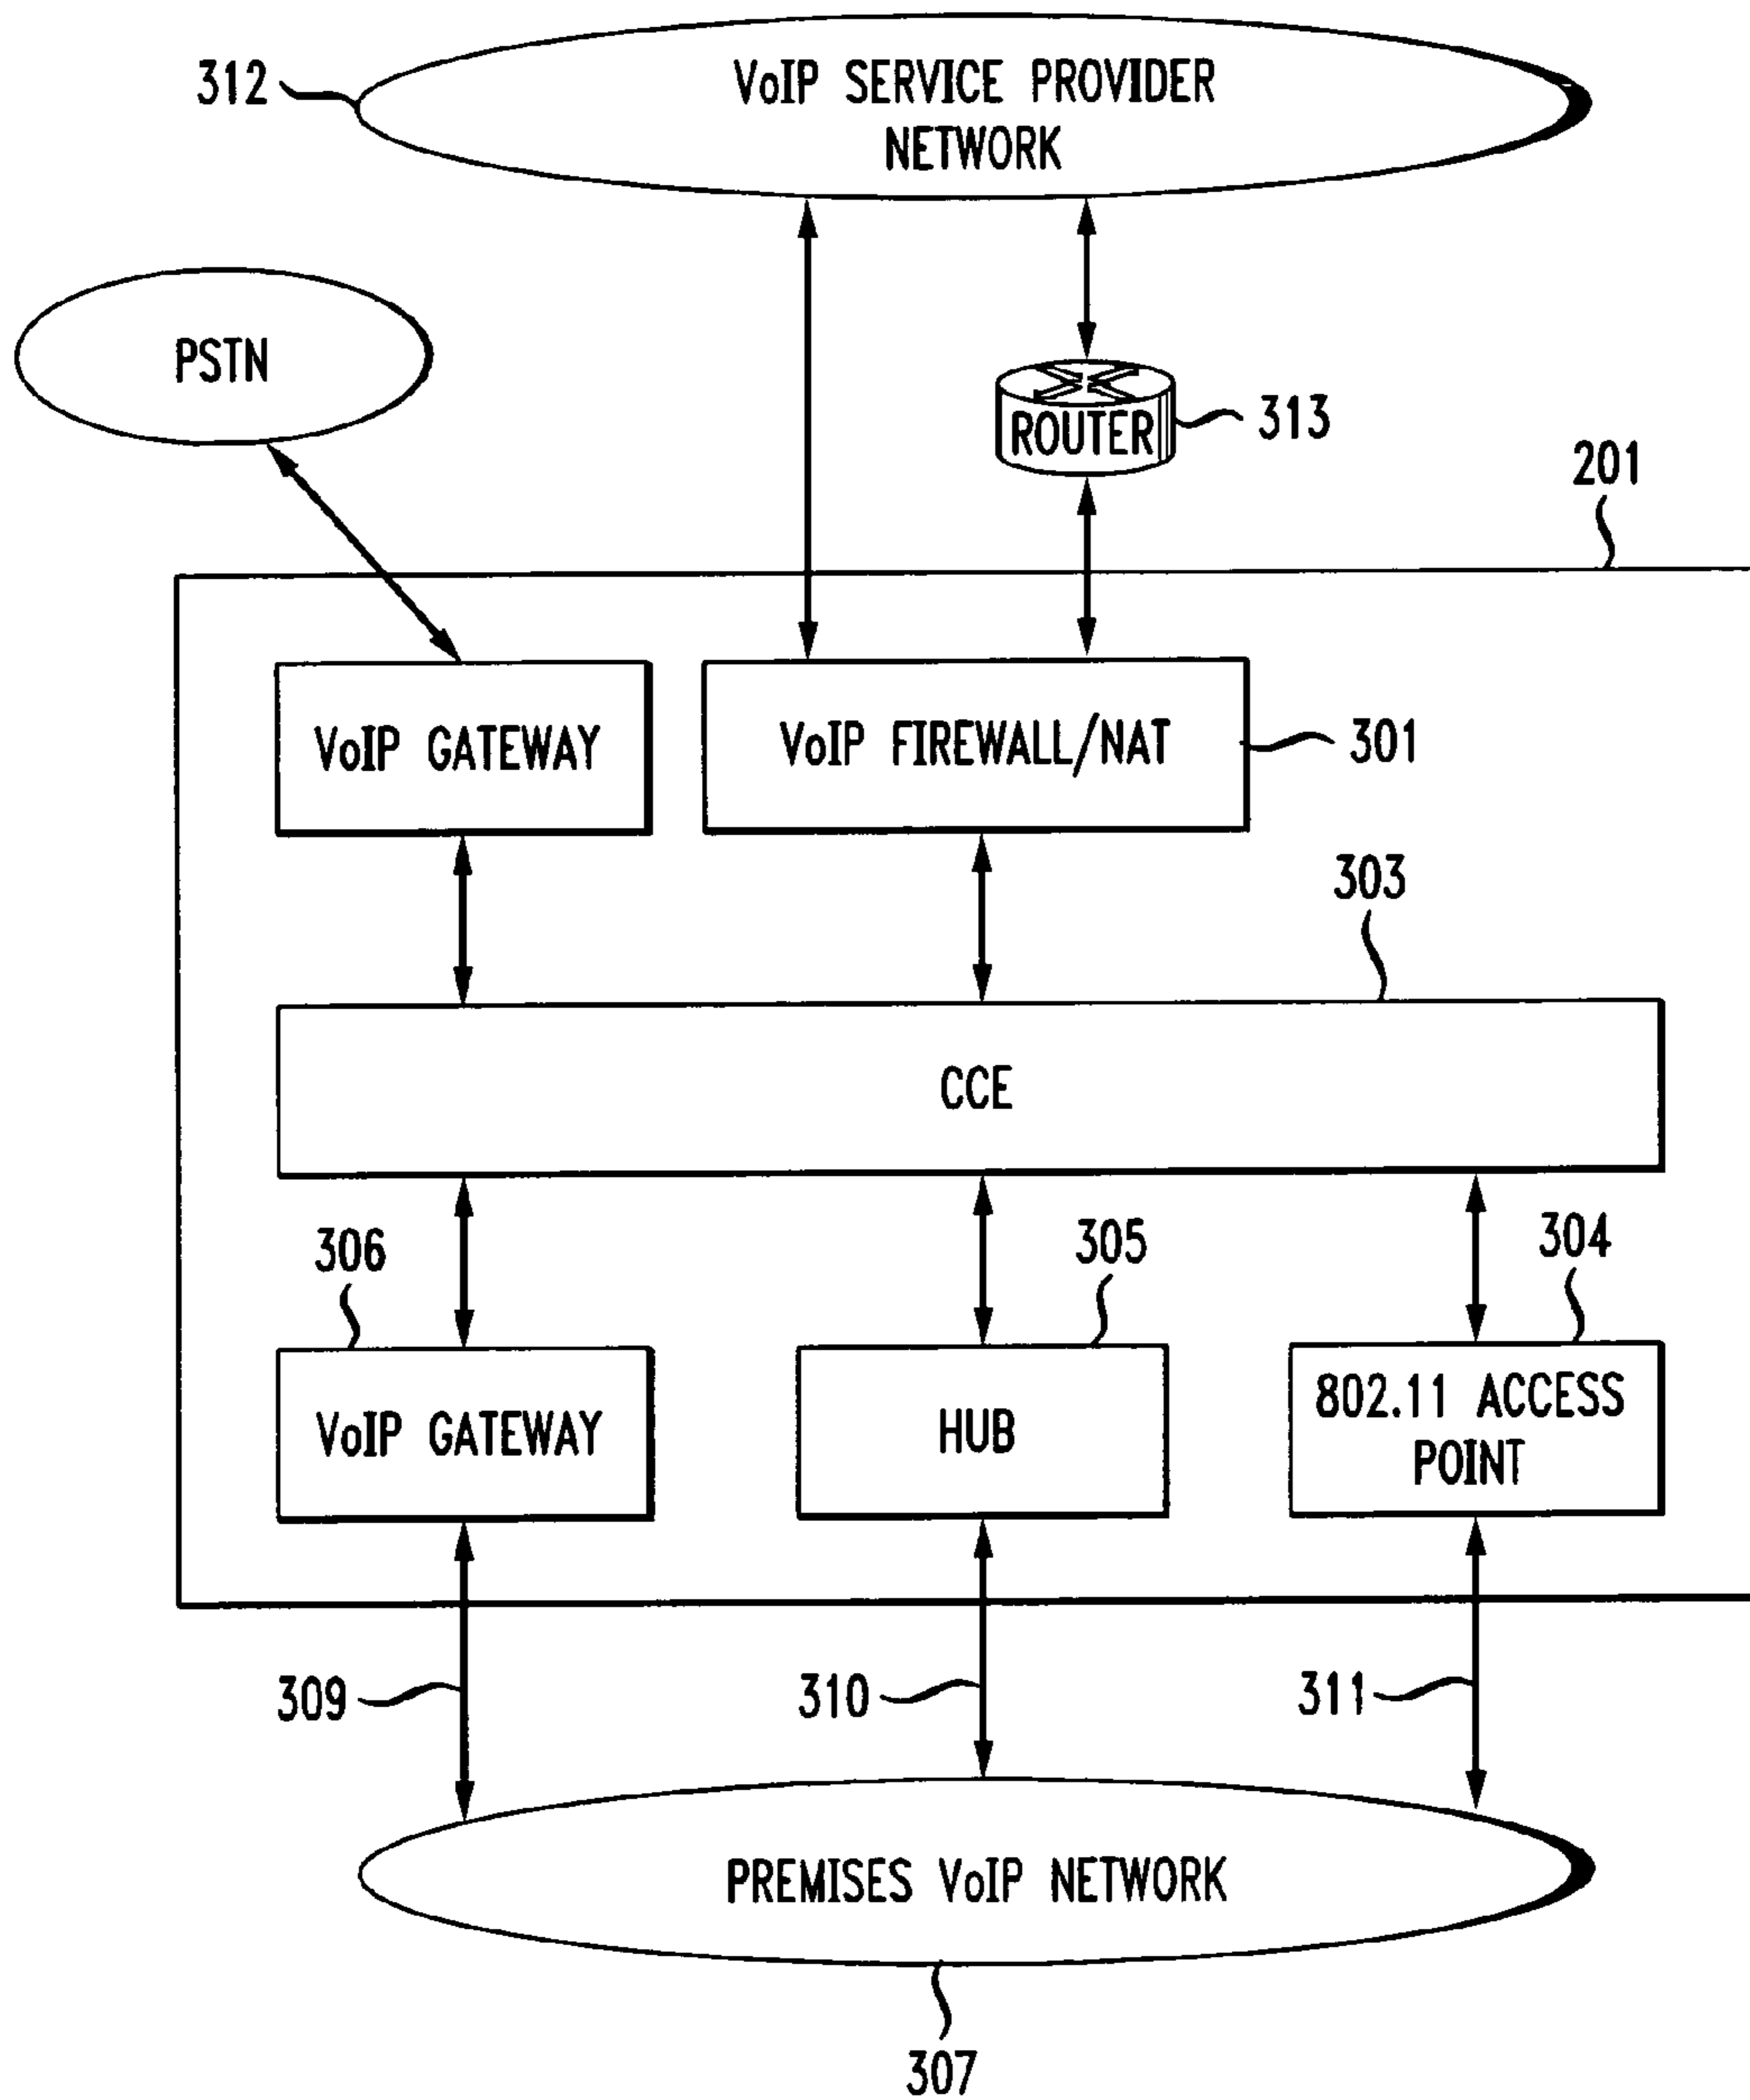 312
VoIP SERVICE PROVIDER
NETWORK
PSTN
ROUTER
313
201
VoIP GATEWAY
VoIP FIREWALL/NAT
301
303
CCE
306
305
304
VoIP GATEWAY
HUB
802.11 ACCESS
POINT
309
310
311
PREMISES VoIP NETWORK
307